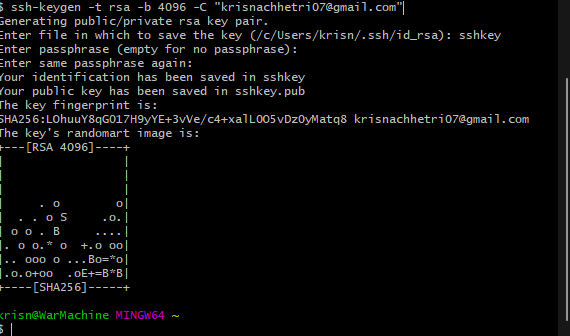 $ ssh-keygen -t rsa -b 4096 -C "krisnachhetri07@gmail.com"
Generating public/private rsa key pair.
Enter file in which to save the key (/c/Users/krisn/.ssh/id_rsa): sshkey
Enter passphrase (empty for no passphrase):
Enter same passphrase again:
Your identification has been saved in sshkey
Your public key has been saved in sshkey.pub
The key fingerprint is:
SHA256:LOhuuY8qG017H9yYE+3vVe/c4+xalLOO5vDzOyMatq8 krisnachhetri07@gmail.com
The key's randomart image is:
+---[RSA 4096]----+
|                 |
|                 |
|                 |
|     . o        o|
|  . . o S     .o.|
| o o . B     ....|
|. o o.* o  +.o oo|
|.. ooo o ...Bo=*o|
|.o.o+oo  .oE+=B*B|
+----[SHA256]-----+
krisn@WarMachine MINGW64 ~
$